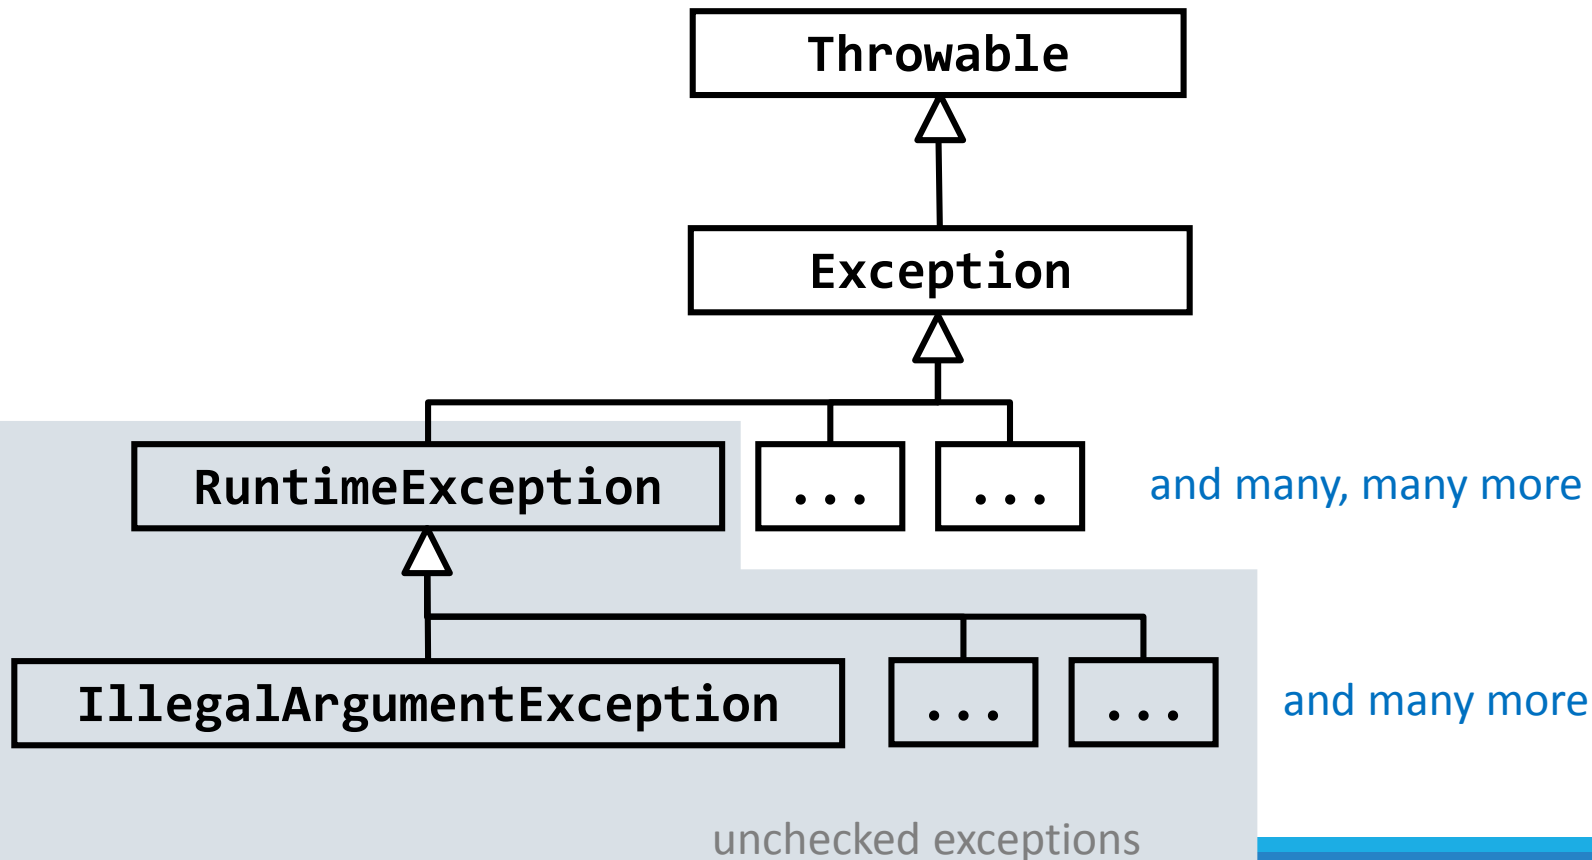 Throwable
Exception
RuntimeException
...
...
and many, many more
IllegalArgumentException
...
...
and many more
unchecked exceptions